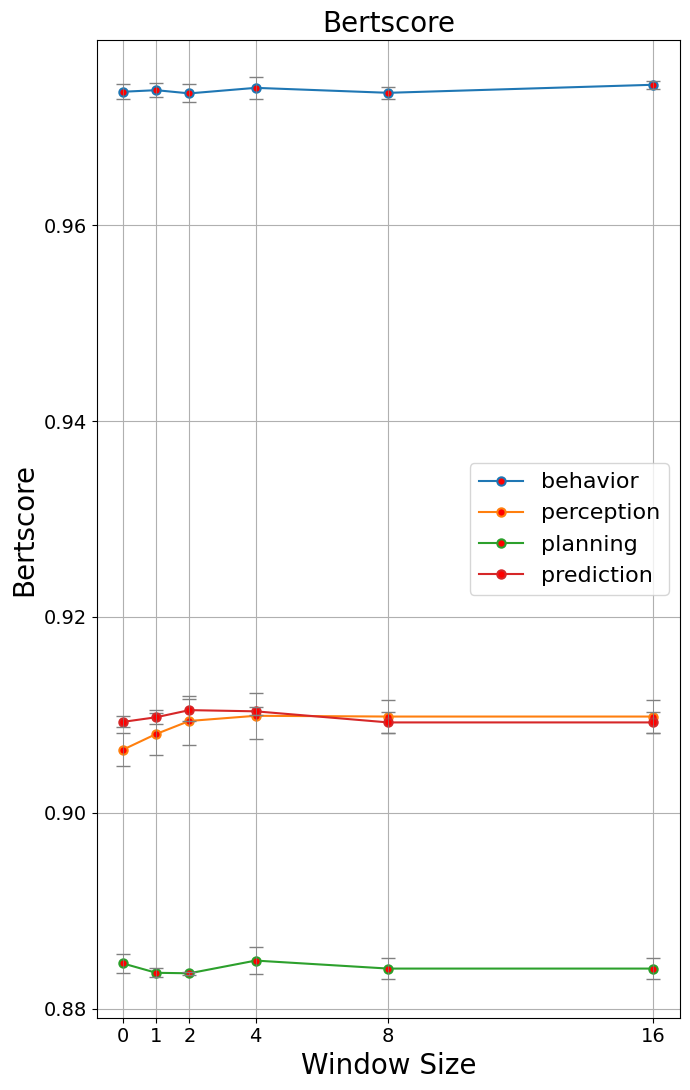 Bertscore
0.96
0.94
0.92
0.90
0.88
Bertscore
behavior
perception
planning
prediction
0 1 2 4 8 16
Window Size